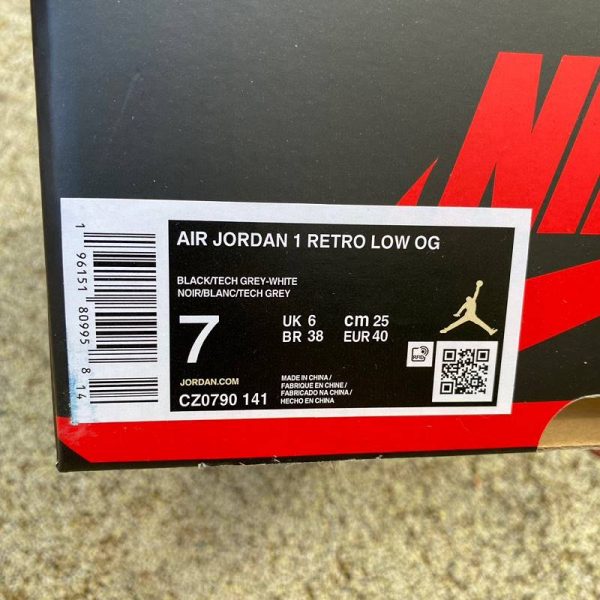 NI
AIR JORDAN 1 RETRO LOW OG
BLACK/TECH GREY-WHITE
NOIR/BLANC/TECH GREY
7
UK 6 cm 25
BR 38 EUR 40
RFID
JORDAN.COM
CZ0790 141
MADE IN CHINA /
FABRIQUE EN CHINE /
FABRICADO NA CHINA /
HECHO EN CHINA
1 96151 80995 8 14